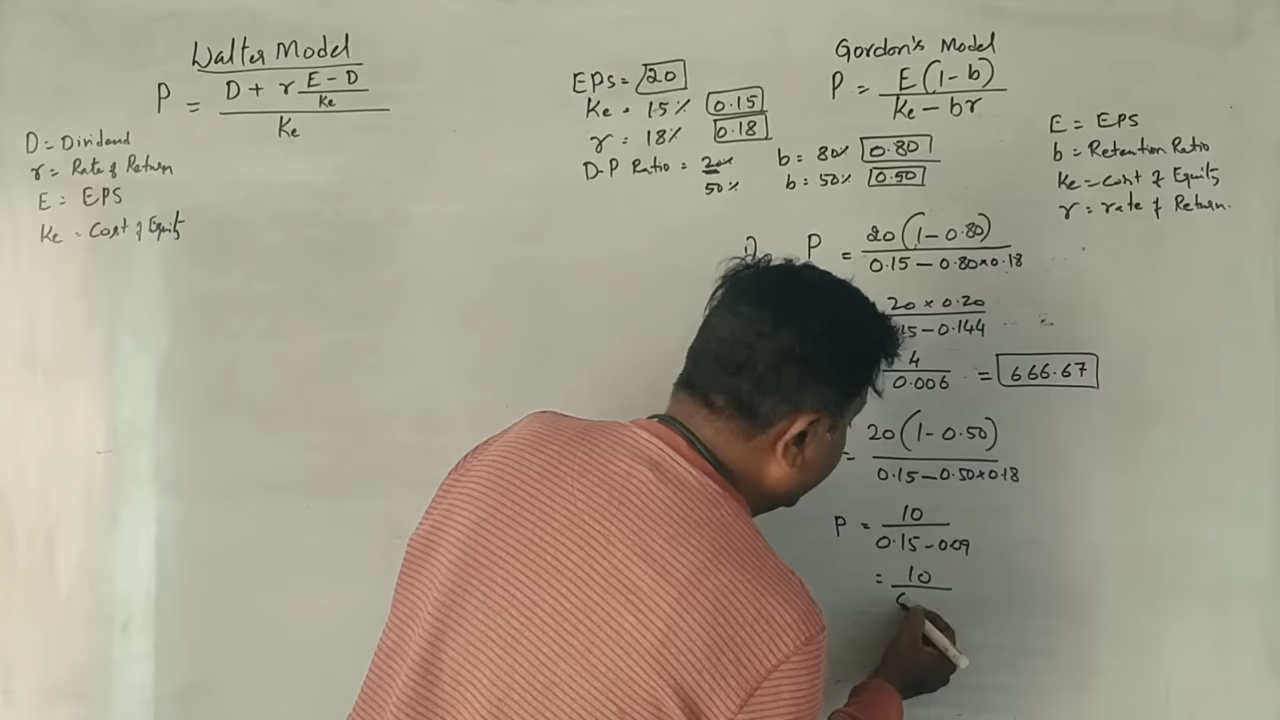 Walter Model
P = D + r E - D / Ke / Ke
D = Dividend
r = Rate of Return
E = EPS
Ke = Cost of Equity
EPS = 20
Ke = 15% 0.15
r = 18% 0.18
D-P Ratio = 20% b = 80% 0.80
50% b = 50% 0.50
Gordon's Model
P = E(1 - b) / Ke - br
E = EPS
b = Retention Ratio
Ke = Cost of Equity
r = rate of Return.
P = 20(1 - 0.80) / 0.15 - 0.80×0.18
20 × 0.20 / 15 - 0.144
4 / 0.006 = 666.67
= 20(1 - 0.50) / 0.15 - 0.50×0.18
P = 10 / 0.15 - 0.09
= 10